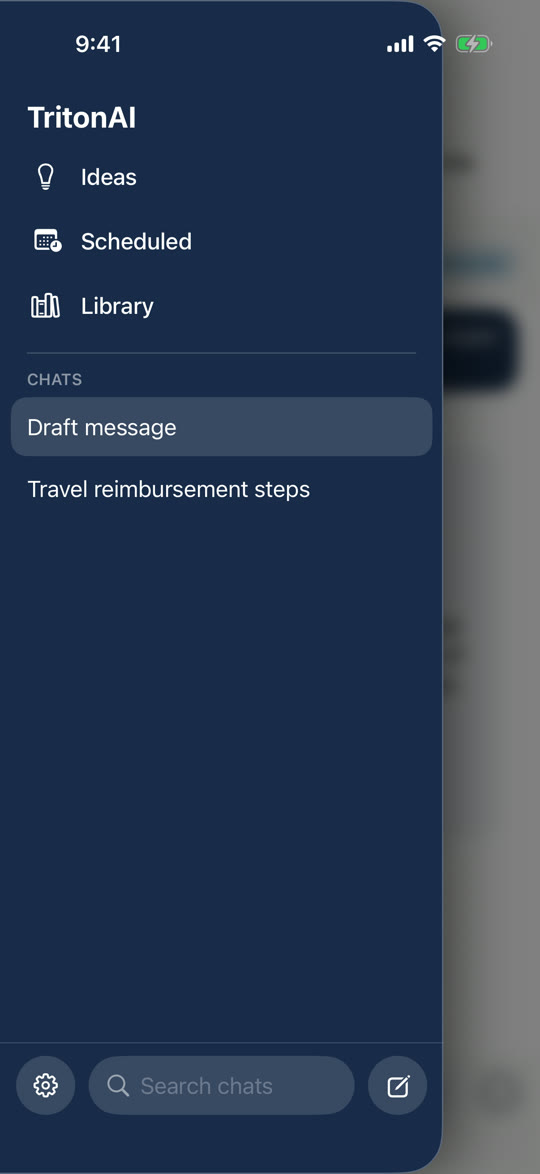 9:41
TritonAI
Ideas
Scheduled
Library
CHATS
Draft message
Travel reimbursement steps
Search chats